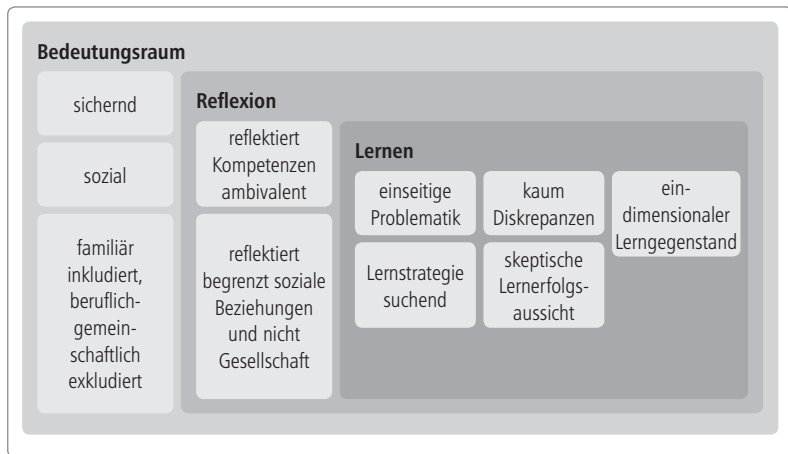 Bedeutungsraum
sichernd
sozial
familiär
inkludiert,
beruflich-
gemein-
schaftlich
exkludiert
Reflexion
reflektiert
Kompetenzen
ambivalent
reflektiert
begrenzt soziale
Beziehungen
und nicht
Gesellschaft
Lernen
einseitige
Problematik
kaum
Diskrepanzen
ein-
dimensionaler
Lerngegenstand
Lernstrategie
suchend
skeptische
Lernerfolgs-
aussicht